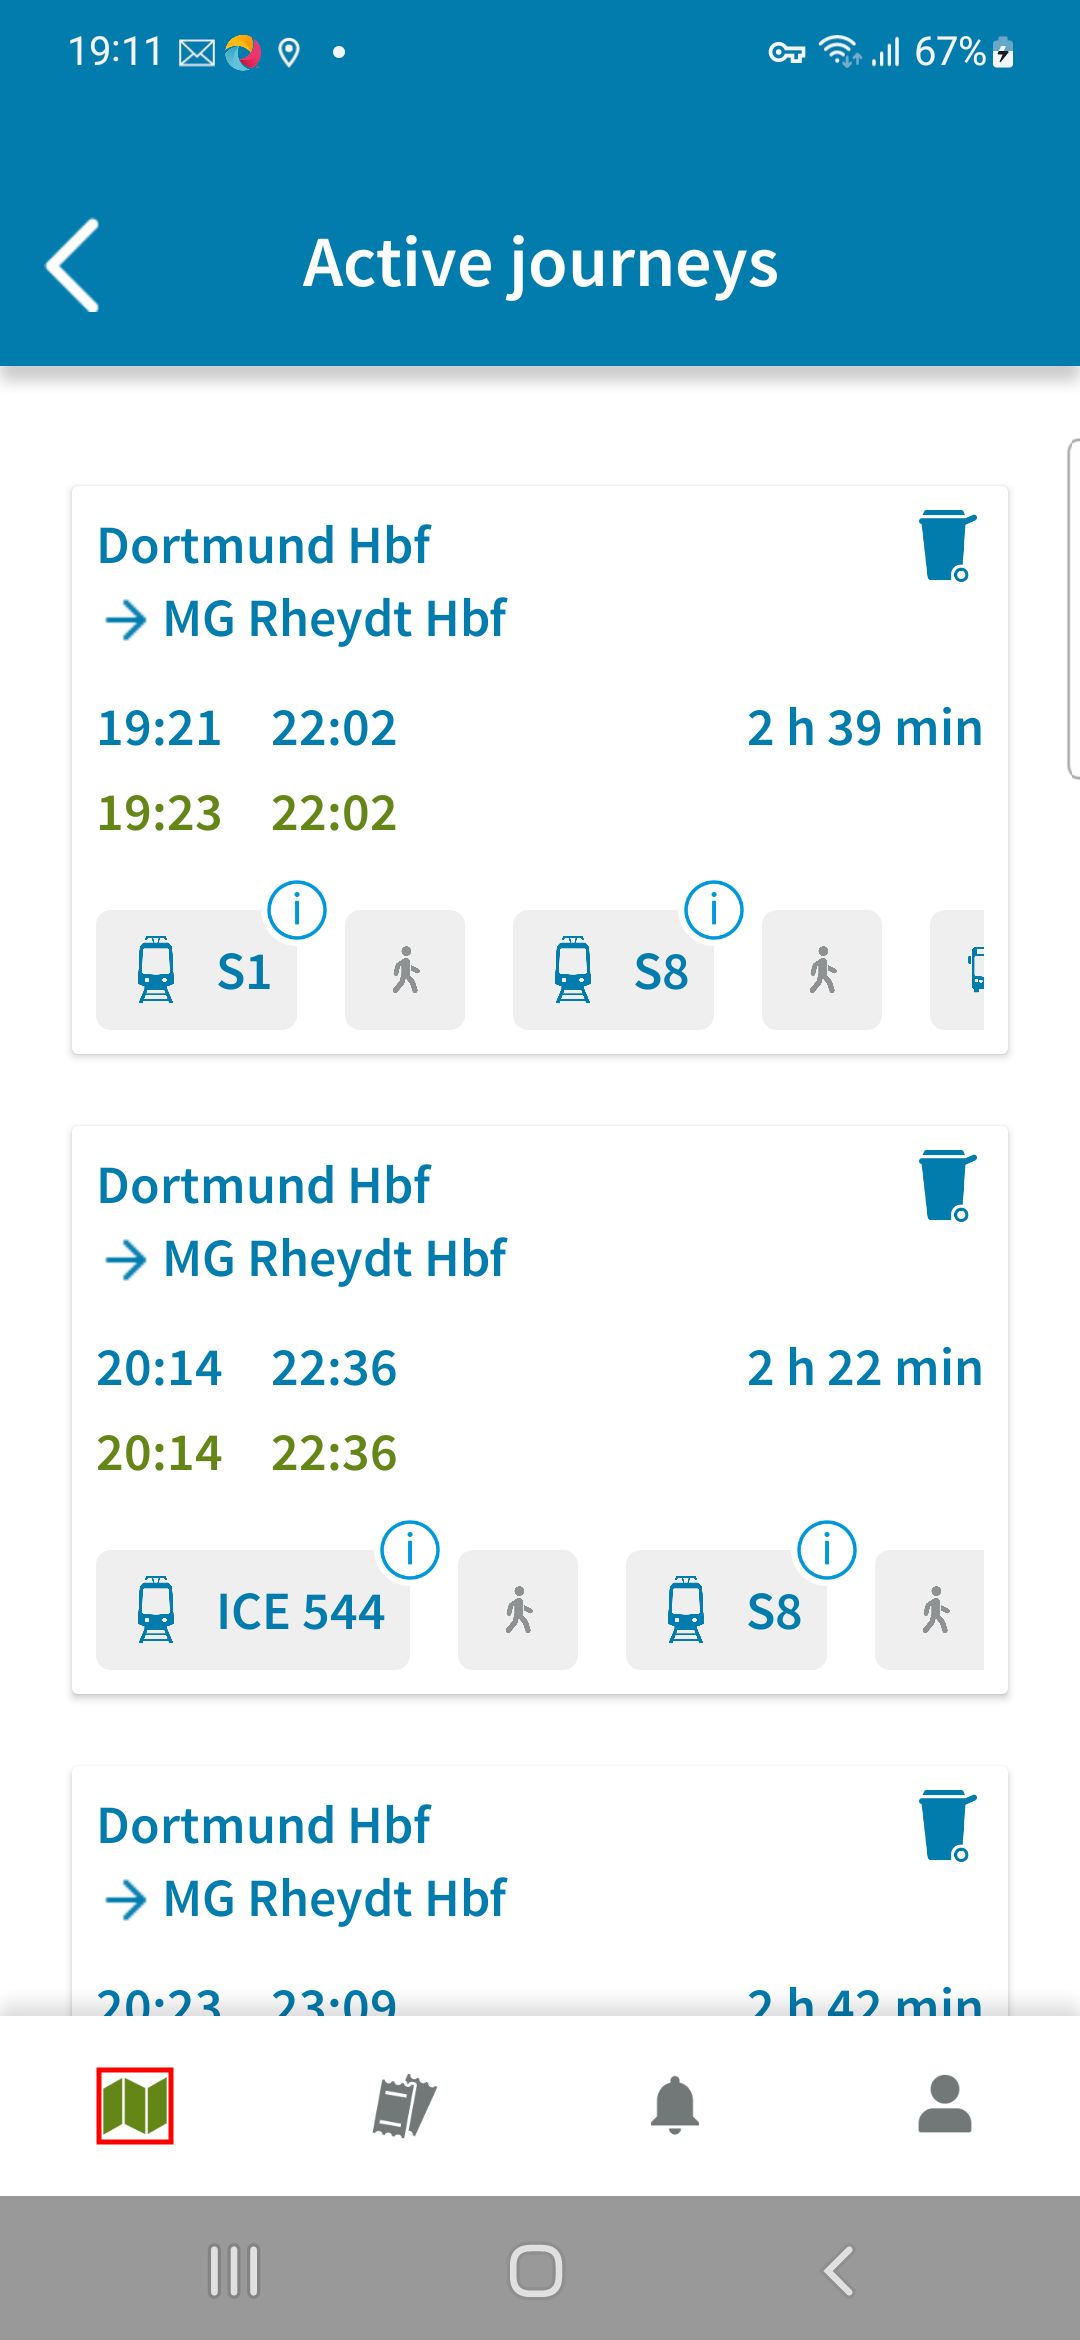 19:11 67%
Active journeys
Dortmund Hbf
→ MG Rheydt Hbf
19:21 22:02 2 h 39 min
19:23 22:02
S1 S8
Dortmund Hbf
→ MG Rheydt Hbf
20:14 22:36 2 h 22 min
20:14 22:36
ICE 544 S8
Dortmund Hbf
→ MG Rheydt Hbf
20:23 23:09 2 h 42 min